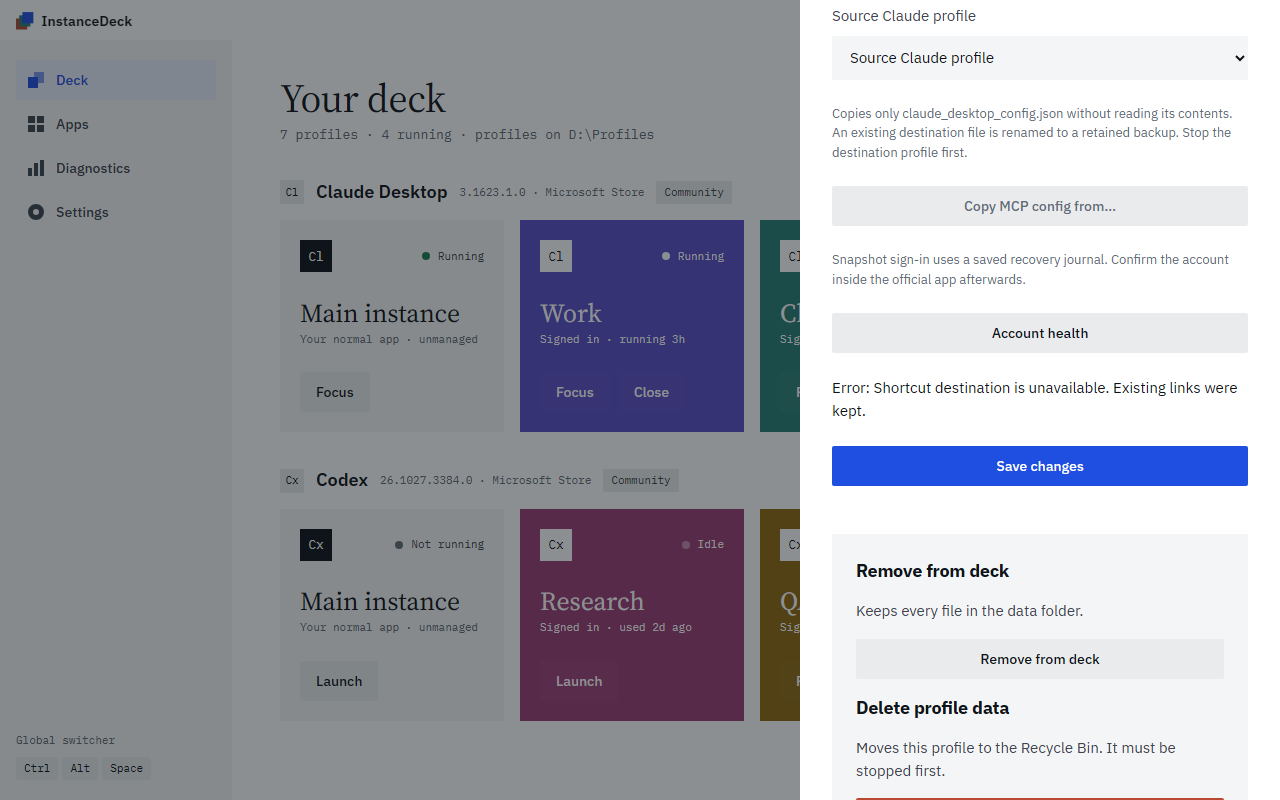 InstanceDeck
Deck
Apps
Diagnostics
Settings
Global switcher
Ctrl Alt Space
Your deck
7 profiles · 4 running · profiles on D:\Profiles
Cl Claude Desktop 3.1623.1.0 · Microsoft Store Community
Cl Running
Main instance
Your normal app · unmanaged
Focus
Cl Running
Work
Signed in · running 3h
Focus Close
Cx Codex 26.1027.3384.0 · Microsoft Store Community
Cx Not running
Main instance
Your normal app · unmanaged
Launch
Cx Idle
Research
Signed in · used 2d ago
Launch
Source Claude profile
Source Claude profile
Copies only claude_desktop_config.json without reading its contents.
An existing destination file is renamed to a retained backup. Stop the
destination profile first.
Copy MCP config from...
Snapshot sign-in uses a saved recovery journal. Confirm the account
inside the official app afterwards.
Account health
Error: Shortcut destination is unavailable. Existing links were
kept.
Save changes
Remove from deck
Keeps every file in the data folder.
Remove from deck
Delete profile data
Moves this profile to the Recycle Bin. It must be
stopped first.